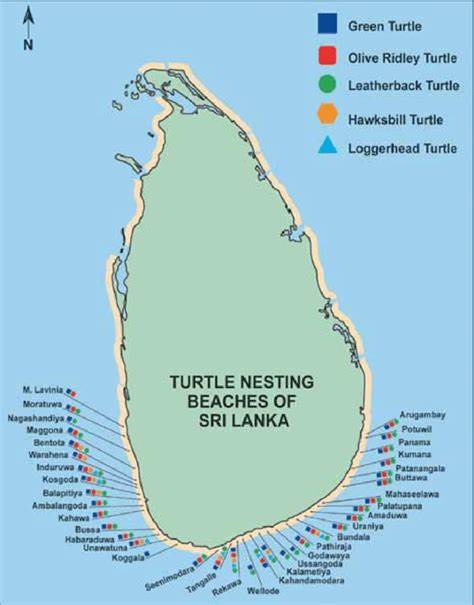 N
Green Turtle
Olive Ridley Turtle
Leatherback Turtle
Hawksbill Turtle
Loggerhead Turtle
TURTLE NESTING
BEACHES OF
SRI LANKA
M. Lavinia
Moratuwa
Nagashandiya
Maggona
Bentota
Warahena
Induruwa
Kosgoda
Balapitiya
Ambalangoda
Kahawa
Bussa
Habaraduwa
Unawatuna
Koggala
Seenimodara
Tangalle
Rekawa
Wellode
Kahandamodara
Kalametiya
Ussangoda
Godawaya
Pathiraja
Bundala
Uraniya
Amaduwa
Palatupana
Mahaseelawa
Buttawa
Patanangala
Kumana
Panama
Potuwil
Arugambay